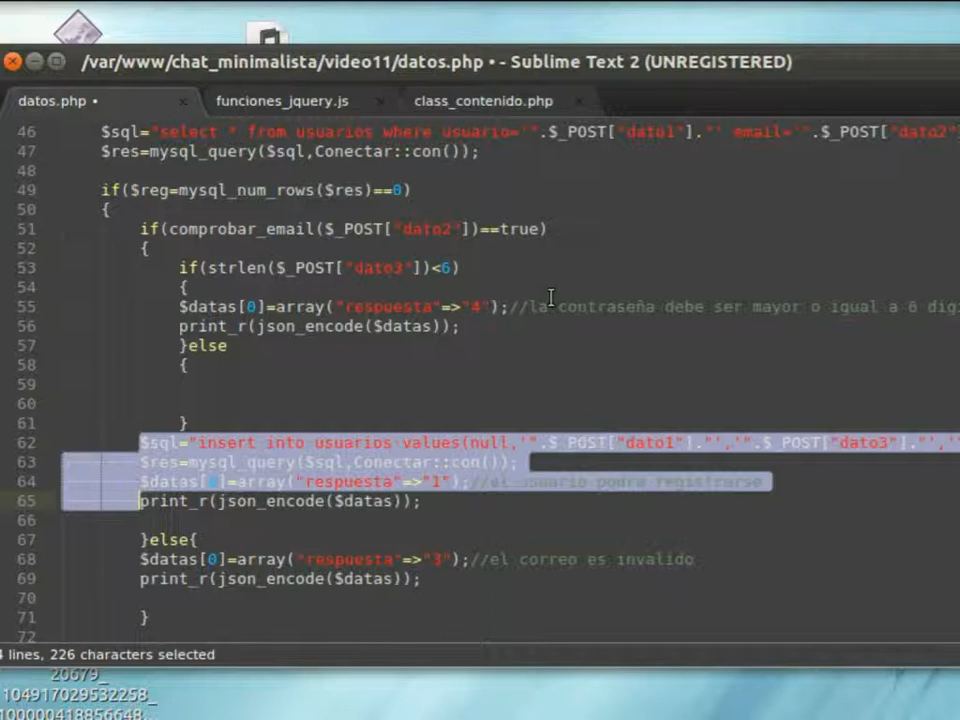 /var/www/chat_minimalista/video11/datos.php • - Sublime Text 2 (UNREGISTERED)
datos.php • × funciones_jquery.js × class_contenido.php ×
46 $sql="select * from usuarios where usuario='".$_POST["dato1"]."' email='".$_POST["dato2"]
47 $res=mysql_query($sql,Conectar::con());
48
49 if($reg=mysql_num_rows($res)==0)
50 {
51 if(comprobar_email($_POST["dato2"])==true)
52 {
53 if(strlen($_POST["dato3"])<6)
54 {
55 $datas[0]=array("respuesta"=>"4");//la contraseña debe ser mayor o igual a 6 digi
56 print_r(json_encode($datas));
57 }else
58 {
59
60
61 }
62 $sql="insert into usuarios values(null,'".$_POST["dato1"]."','".$_POST["dato3"]."','
63 $res=mysql_query($sql,Conectar::con());
64 $datas[0]=array("respuesta"=>"1");//el usuario podra registrarse
65 print_r(json_encode($datas));
66
67 }else{
68 $datas[0]=array("respuesta"=>"3");//el correo es invalido
69 print_r(json_encode($datas));
70
71 }
72
4 lines, 226 characters selected
20679_
104917029532258_
100000418856648...